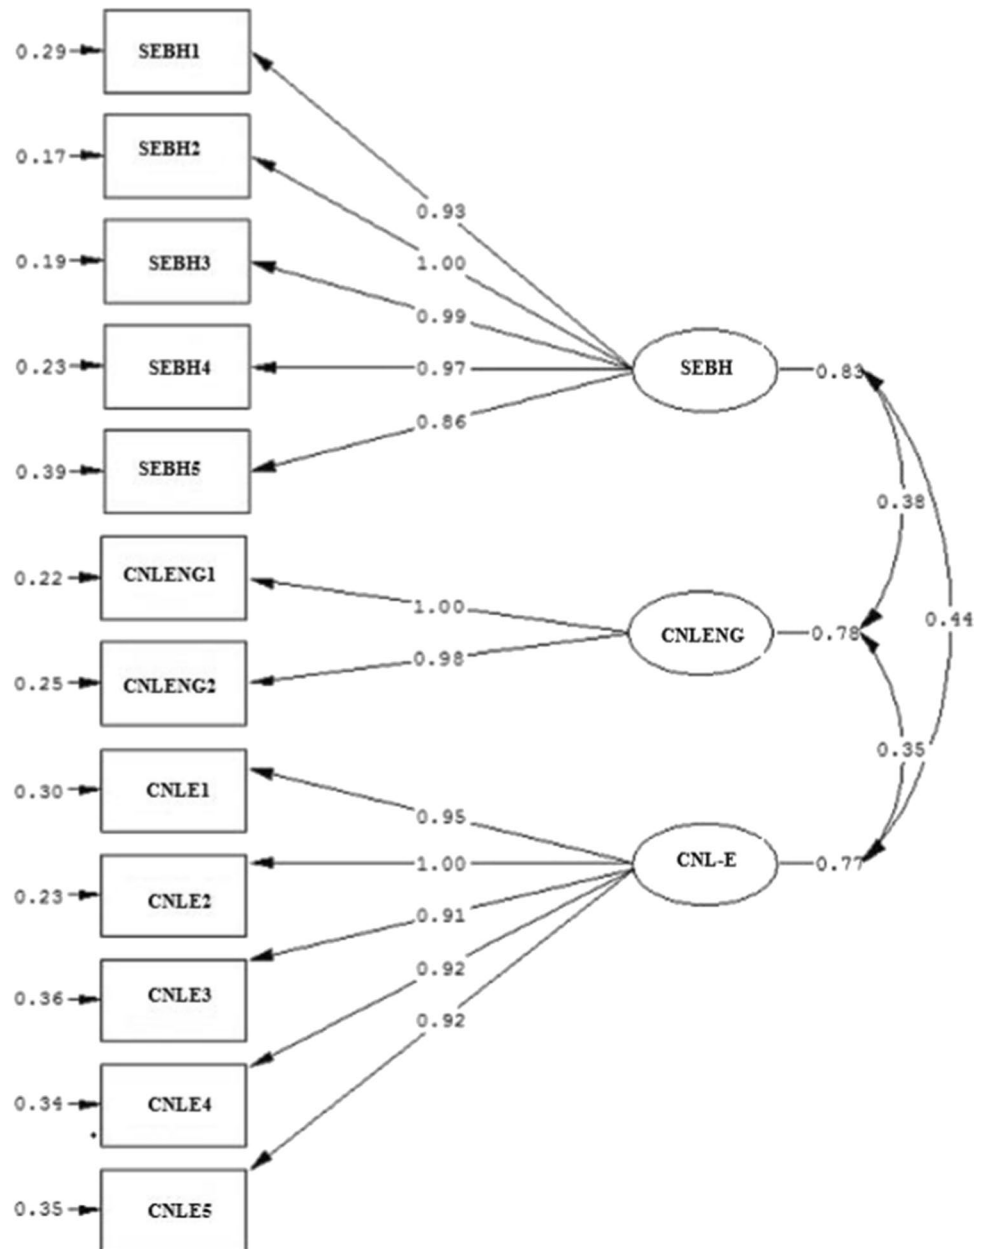 0.29 SEBH1
0.17 SEBH2
0.93
0.19 SEBH3
1.00
0.99
0.23 SEBH4 0.97 SEBH 0.83
0.86
0.39 SEBH5
0.38
0.22 CNLENG1
1.00
0.44
CNLENG 0.78
0.98
0.25 CNLENG2
0.35
0.30 CNLE1
0.95
1.00 CNL-E 0.77
0.23 CNLE2
0.91
0.92
0.36 CNLE3
0.92
0.34 CNLE4
0.35 CNLE5